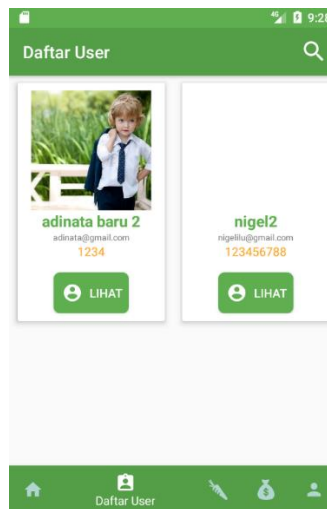 4G 9:28
Daftar User
adinata baru 2
adinata@gmail.com
1234
LIHAT
nigel2
nigelilu@gmail.com
123456788
LIHAT
Daftar User